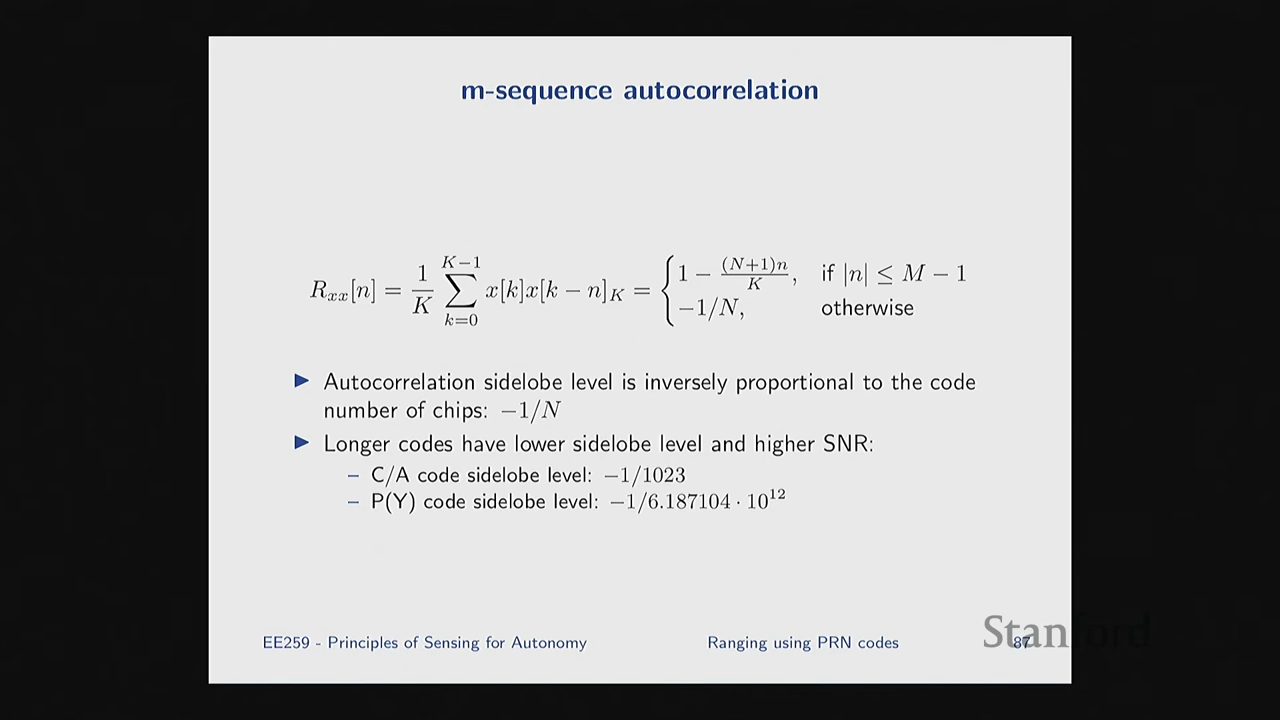 m-sequence autocorrelation
R_{xx}[n] = \frac{1}{K} \sum_{k=0}^{K-1} x[k]x[k − n]_K = \begin{cases} 1 − \frac{(N+1)n}{K}, & \text{if } |n| ≤ M − 1 \\ −1/N, & \text{otherwise} \end{cases}
▶ Autocorrelation sidelobe level is inversely proportional to the code
number of chips: −1/N
▶ Longer codes have lower sidelobe level and higher SNR:
– C/A code sidelobe level: −1/1023
– P(Y) code sidelobe level: −1/6.187104 · 10^{12}
EE259 - Principles of Sensing for Autonomy Ranging using PRN codes 87
Stanford